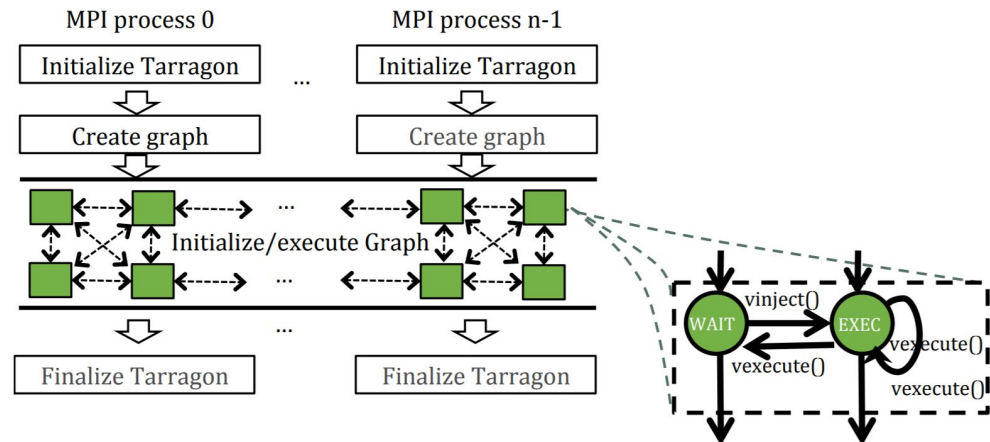 MPI process 0
MPI process n-1
Initialize Tarragon
...
Initialize Tarragon
Create graph
Create graph
...
Initialize/execute Graph
...
WAIT
vinject()
EXEC
vexecute()
vexecute()
vexecute()
...
Finalize Tarragon
Finalize Tarragon